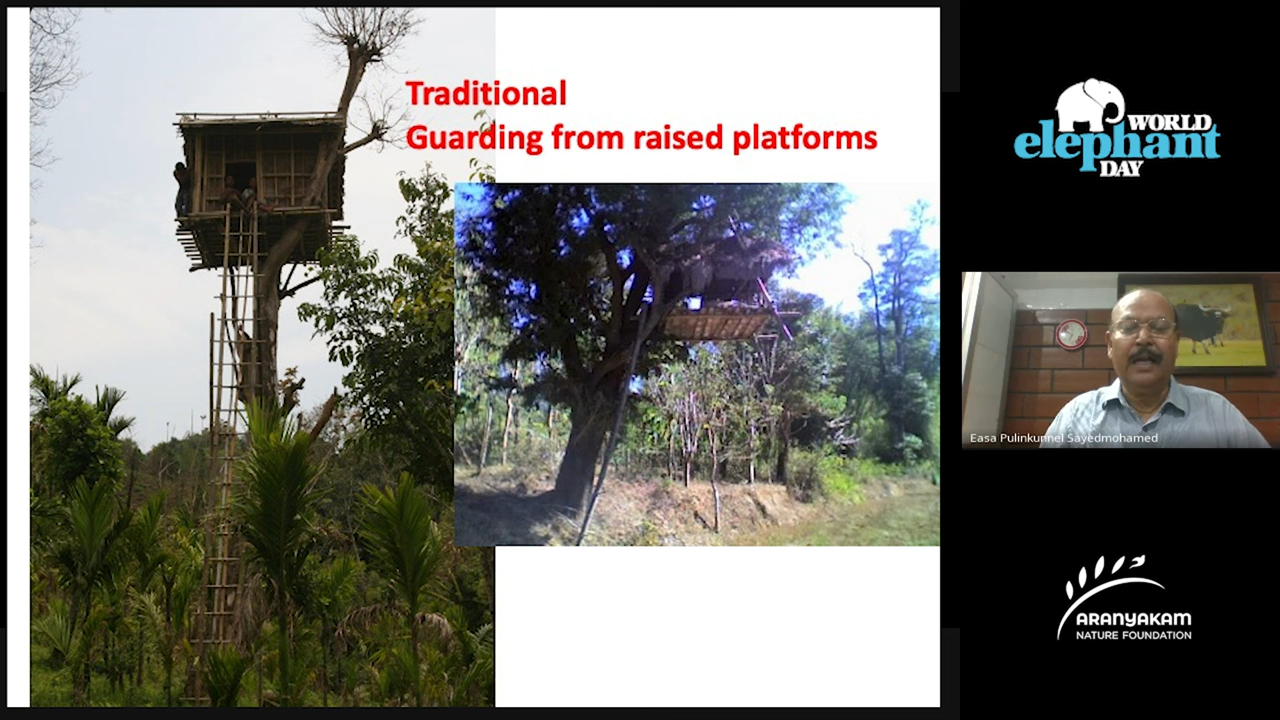 Traditional
Guarding from raised platforms
WORLD
elephant
DAY
Easa Pulinkunnel Sayedmohamed
ARANYAKAM
NATURE FOUNDATION